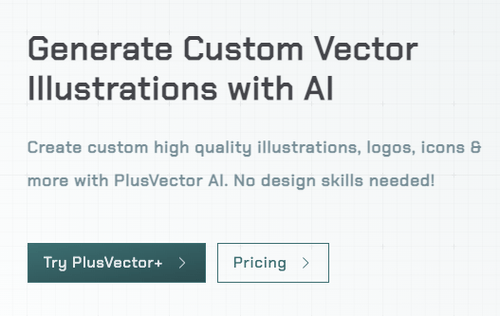 Generate Custom Vector
Illustrations with AI
Create custom high quality illustrations, logos, icons &
more with PlusVector AI. No design skills needed!
Try PlusVector+
Pricing